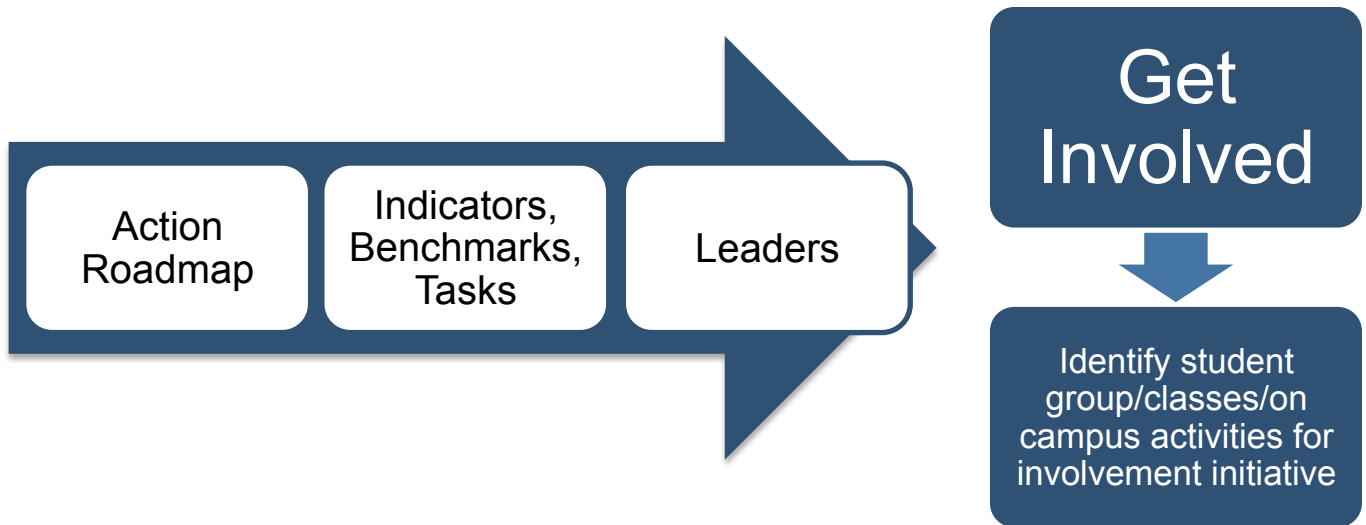 Action
Roadmap
Indicators,
Benchmarks,
Tasks
Leaders
Get
Involved
Identify student
group/classes/on
campus activities for
involvement initiative